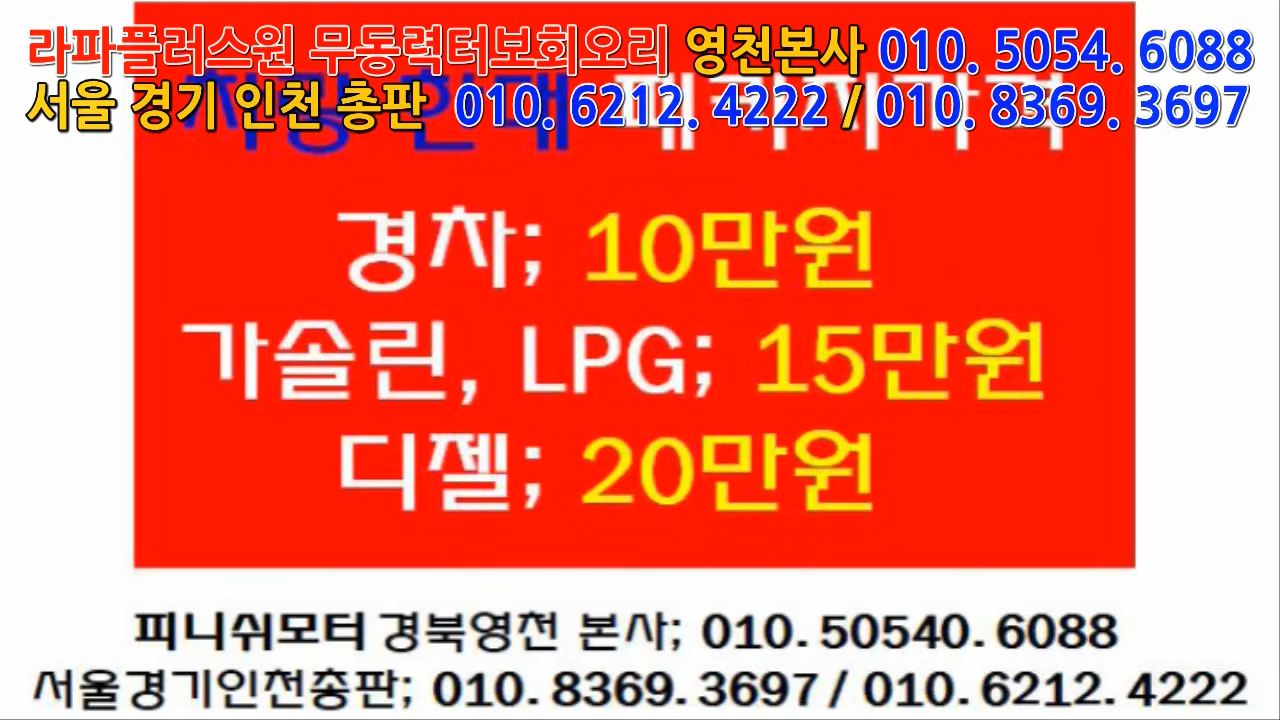 라파플러스원 무동력터보회오리 영천본사 010. 5054. 6088
서울 경기 인천 총판 010. 6212. 4222 / 010. 8369. 3697
경차; 10만원
가솔린, LPG; 15만원
디젤; 20만원
피니쉬모터 경북영천 본사; 010. 50540. 6088
서울경기인천총판; 010. 8369. 3697 / 010. 6212. 4222